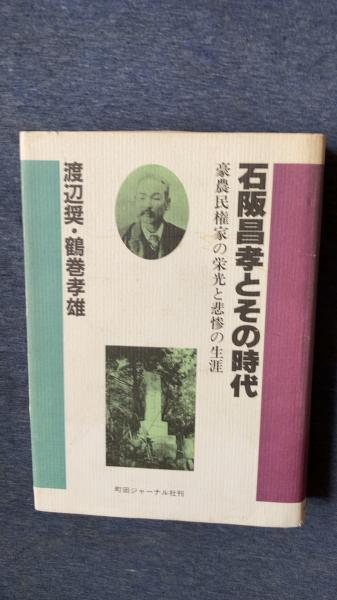 石阪昌孝とその時代
豪農民権家の栄光と悲惨の生涯
渡辺奨・鶴巻孝雄
町田ジャーナル社刊